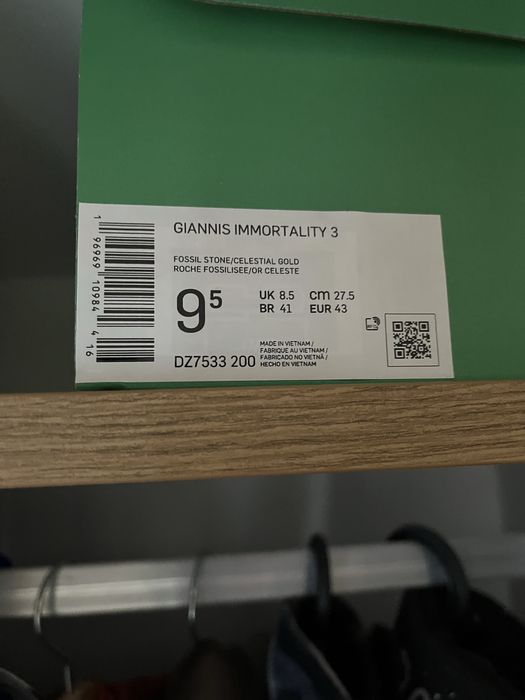 GIANNIS IMMORTALITY 3
FOSSIL STONE/CELESTIAL GOLD
ROCHE FOSSILISEE/OR CELESTE
9⁵
UK 8.5 cm 27.5
BR 41 EUR 43
DZ7533 200
MADE IN VIETNAM /
FABRIQUE AU VIETNAM /
FABRICADO NO VIETNÃ /
HECHO EN VIETNAM
1 96969 10984 4 16